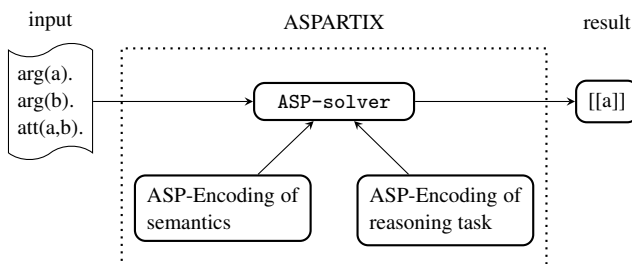 input
ASPARTIX
result
arg(a).
arg(b).
att(a,b).
ASP-solver
[[a]]
ASP-Encoding of
semantics
ASP-Encoding of
reasoning task